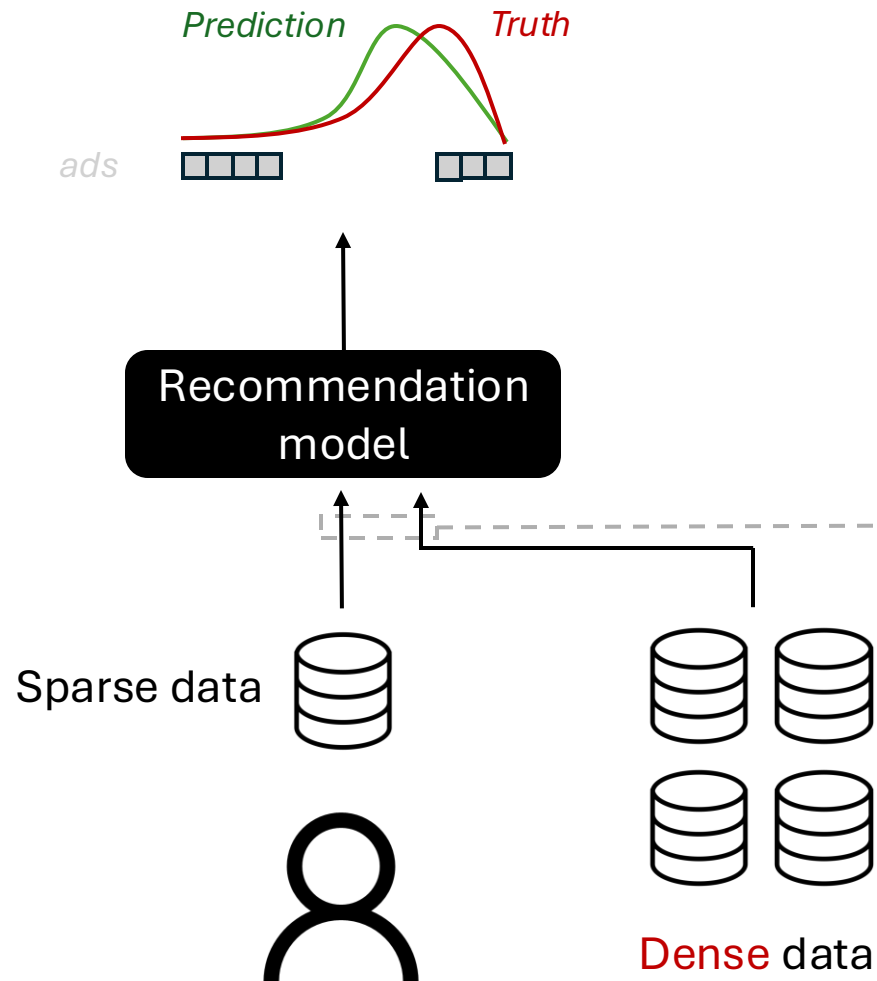 Prediction
Truth
ads
Recommendation
model
Sparse data
Dense data